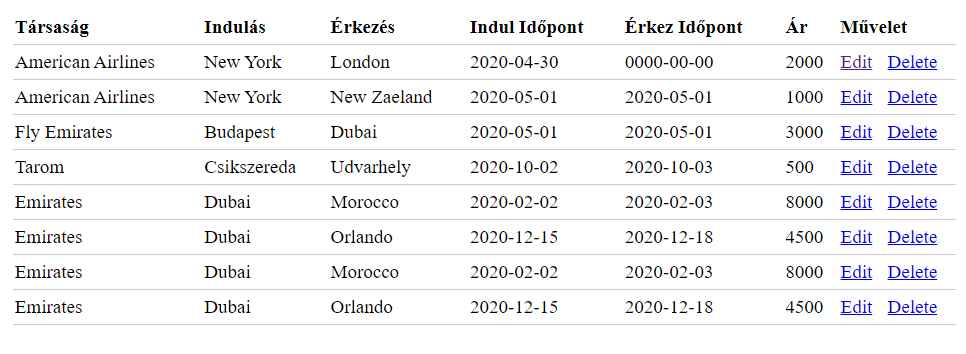 Társaság Indulás Érkezés Indul Időpont Érkez Időpont Ár Művelet
American Airlines New York London 2020-04-30 0000-00-00 2000 Edit Delete
American Airlines New York New Zaeland 2020-05-01 2020-05-01 1000 Edit Delete
Fly Emirates Budapest Dubai 2020-05-01 2020-05-01 3000 Edit Delete
Tarom Csikszereda Udvarhely 2020-10-02 2020-10-03 500 Edit Delete
Emirates Dubai Morocco 2020-02-02 2020-02-03 8000 Edit Delete
Emirates Dubai Orlando 2020-12-15 2020-12-18 4500 Edit Delete
Emirates Dubai Morocco 2020-02-02 2020-02-03 8000 Edit Delete
Emirates Dubai Orlando 2020-12-15 2020-12-18 4500 Edit Delete